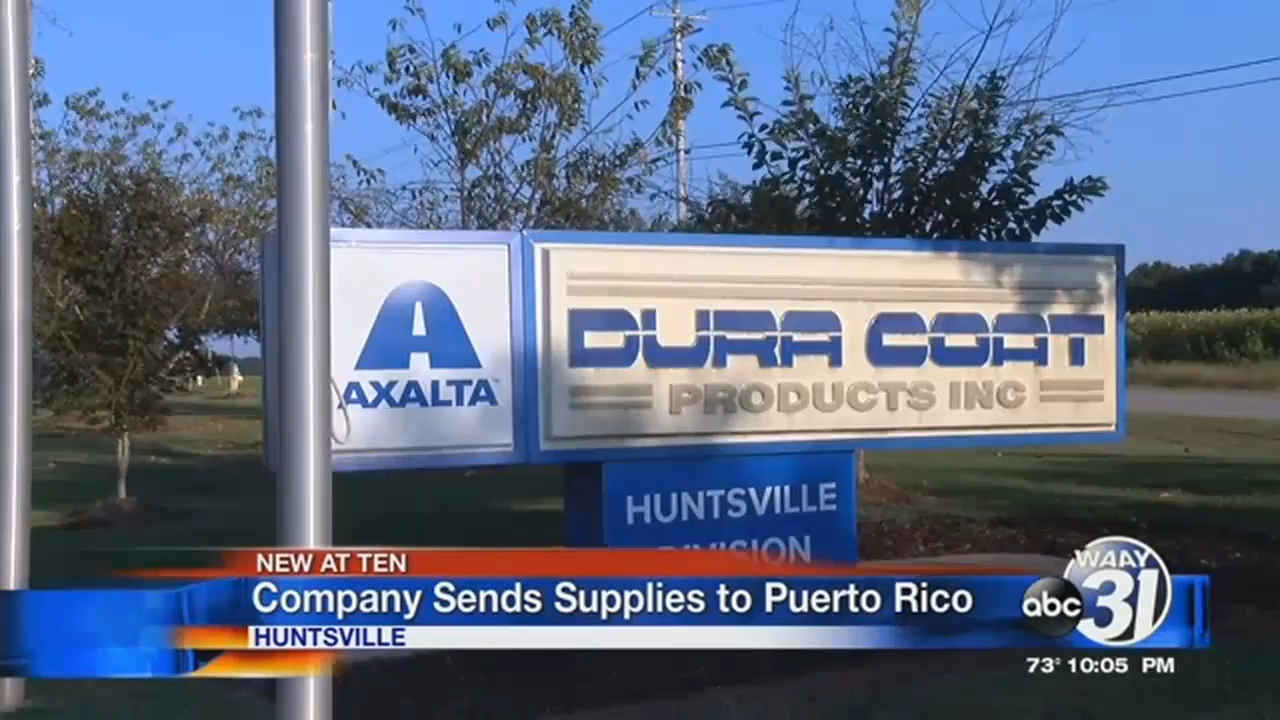 A
AXALTA
DURA COAT
PRODUCTS INC
HUNTSVILLE
DIVISION
NEW AT TEN
Company Sends Supplies to Puerto Rico
HUNTSVILLE
WAAY
abc 31
73° 10:05 PM